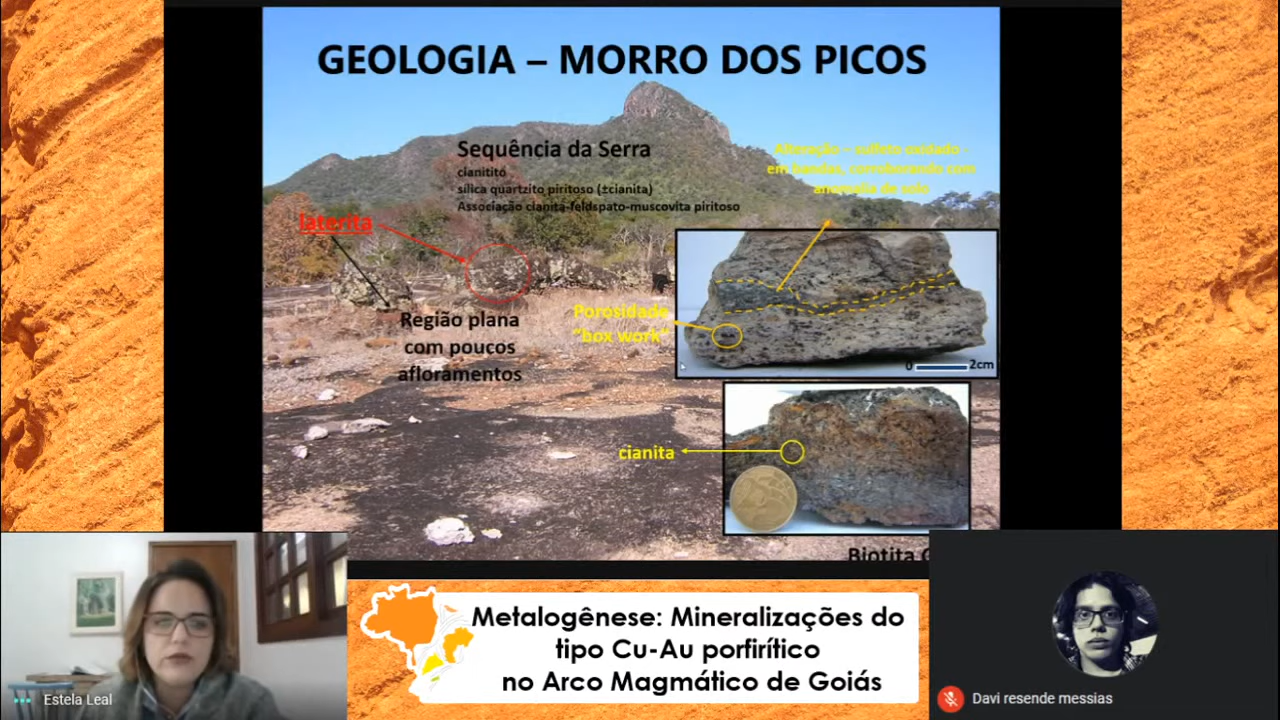 GEOLOGIA – MORRO DOS PICOS
Sequência da Serra
cianitito
sílica quartzito piritoso (±cianita)
Associação cianita-feldspato-muscovita piritoso
Alteração – sulfeto oxidado -
em bandas, corroborando com
anomalia de solo
laterita
Região plana
com poucos
afloramentos
Porosidade
"box work"
0 2cm
cianita
Biotita
Metalogênese: Mineralizações do
tipo Cu-Au porfirítico
no Arco Magmático de Goiás
Estela Leal
Davi resende messias